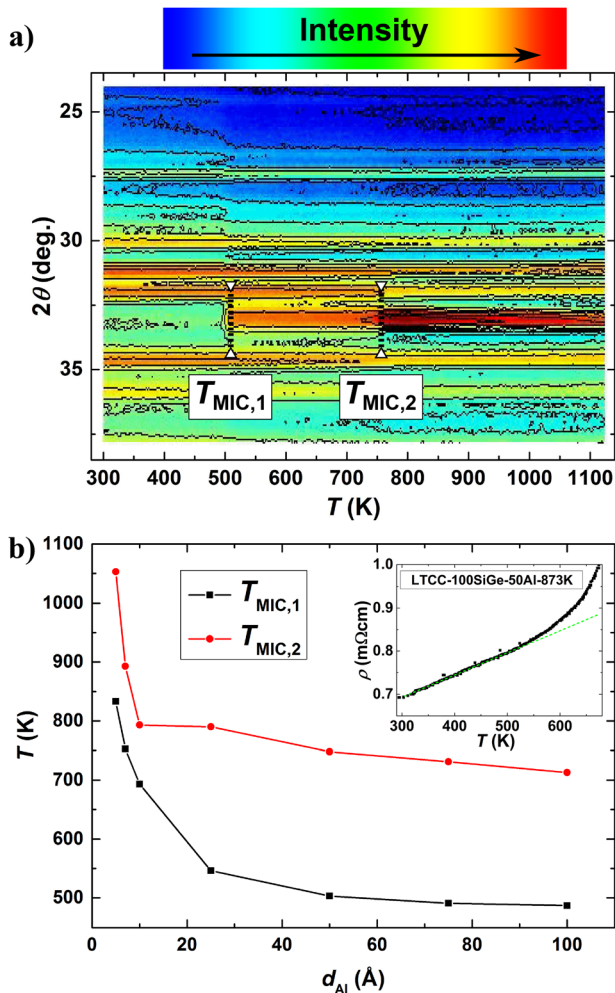 a)
Intensity
2θ (deg.)
25
30
35
T_MIC,1
T_MIC,2
300 400 500 600 700 800 900 1000 1100
T (K)
b)
T (K)
1100
1000
900
800
700
600
500
T_MIC,1
T_MIC,2
LTCC-100SiGe-50Al-873K
ρ (mΩcm)
1.0
0.9
0.8
0.7
300 400 500 600
T (K)
0 20 40 60 80 100
d_Al (Å)